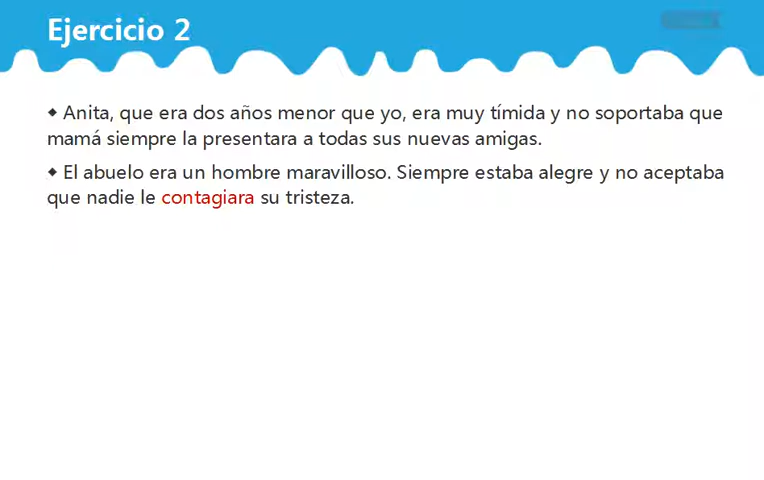 Ejercicio 2
◆ Anita, que era dos años menor que yo, era muy tímida y no soportaba que
mamá siempre la presentara a todas sus nuevas amigas.
◆ El abuelo era un hombre maravilloso. Siempre estaba alegre y no aceptaba
que nadie le contagiara su tristeza.